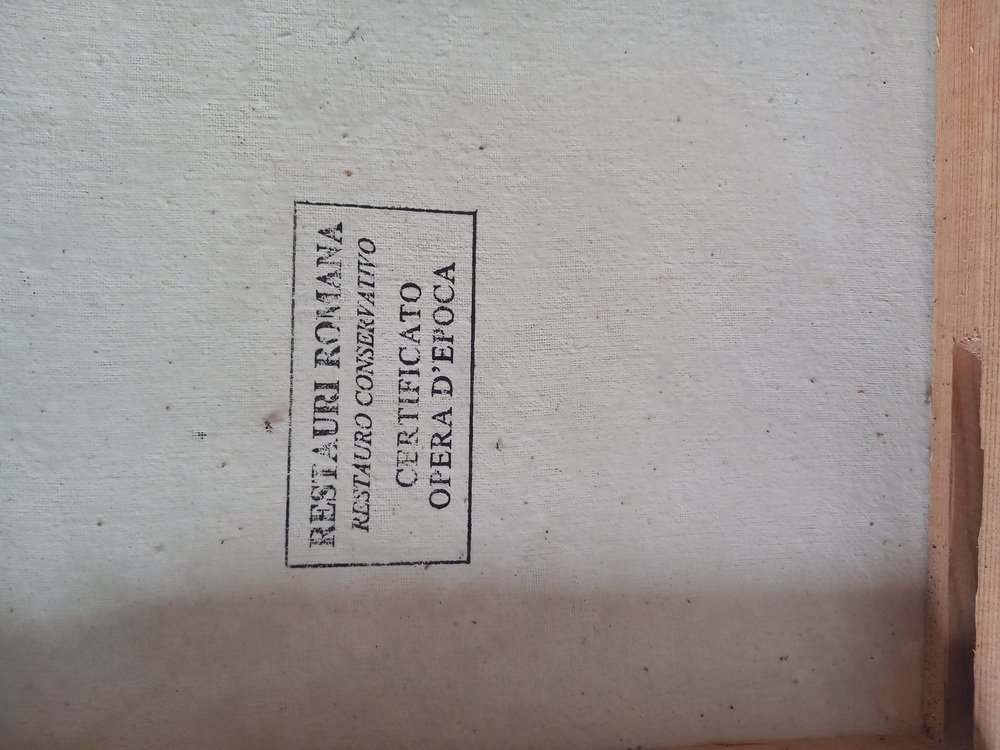 RESTAURI ROMANA
RESTAURO CONSERVATIVO
CERTIFICATO
OPERA D'EPOCA